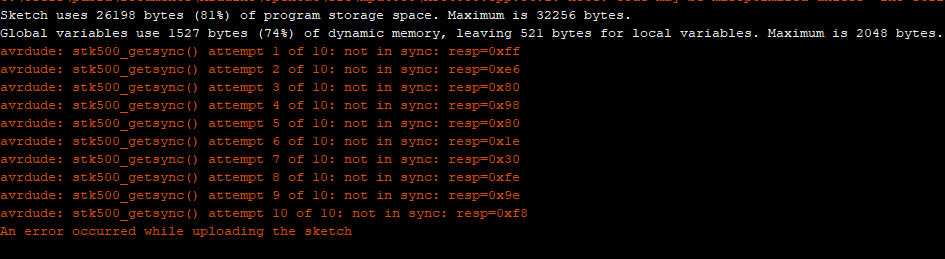 Sketch uses 26198 bytes (81%) of program storage space. Maximum is 32256 bytes.
Global variables use 1527 bytes (74%) of dynamic memory, leaving 521 bytes for local variables. Maximum is 2048 bytes.
avrdude: stk500_getsync() attempt 1 of 10: not in sync: resp=0xff
avrdude: stk500_getsync() attempt 2 of 10: not in sync: resp=0xe6
avrdude: stk500_getsync() attempt 3 of 10: not in sync: resp=0x80
avrdude: stk500_getsync() attempt 4 of 10: not in sync: resp=0x98
avrdude: stk500_getsync() attempt 5 of 10: not in sync: resp=0x80
avrdude: stk500_getsync() attempt 6 of 10: not in sync: resp=0x1e
avrdude: stk500_getsync() attempt 7 of 10: not in sync: resp=0x30
avrdude: stk500_getsync() attempt 8 of 10: not in sync: resp=0xfe
avrdude: stk500_getsync() attempt 9 of 10: not in sync: resp=0x9e
avrdude: stk500_getsync() attempt 10 of 10: not in sync: resp=0xf8
An error occurred while uploading the sketch